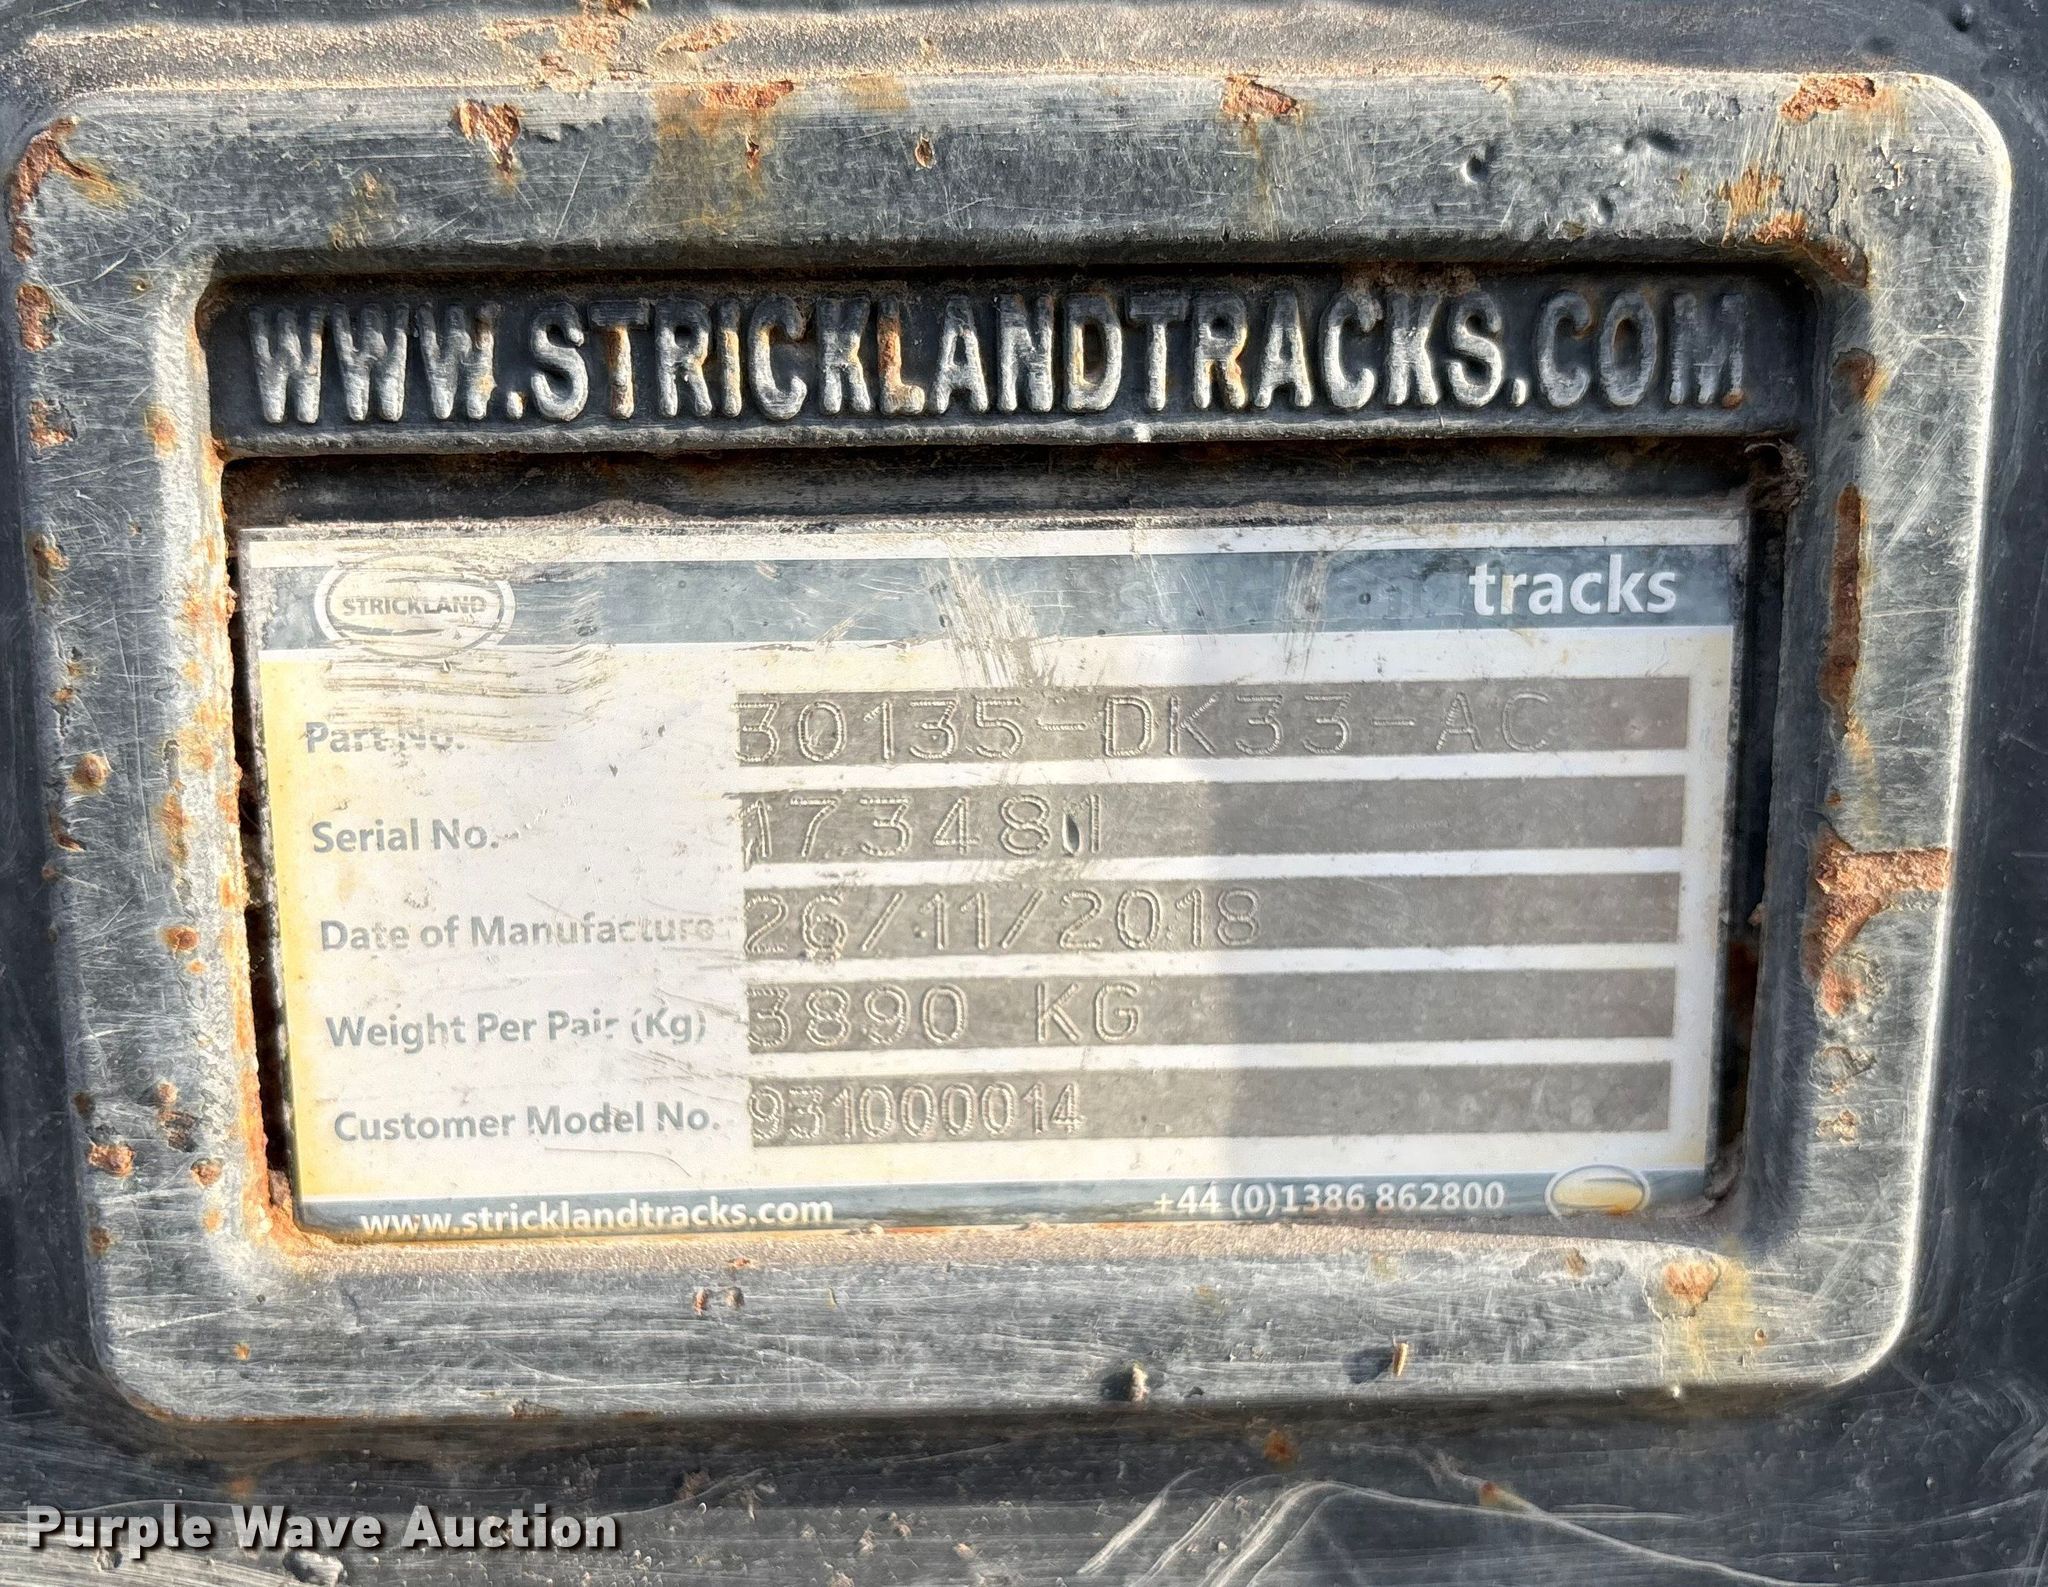 WWW.STRICKLANDTRACKS.COM
STRICKLAND
tracks
Part No. 30135-DK33-AC
Serial No. 173481
Date of Manufacture 26/11/2018
Weight Per Pair (Kg) 3890 KG
Customer Model No. 931000014
www.stricklandtracks.com +44 (0)1386 862800
Purple Wave Auction